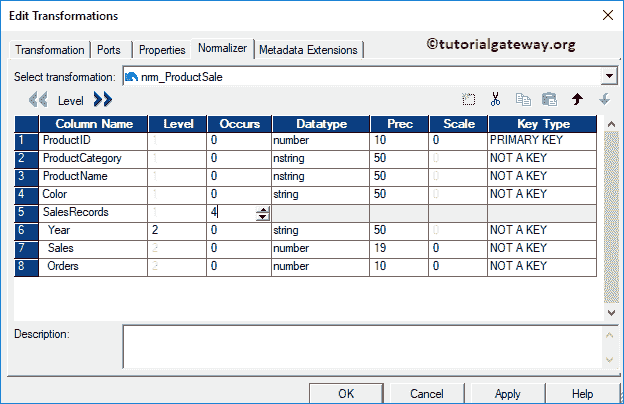 Edit Transformations
Transformation Ports Properties Normalizer Metadata Extensions ©tutorialgateway.org
Select transformation: nrm_ProductSale
Level
Column Name Level Occurs Datatype Prec Scale Key Type
1 ProductID 1 0 number 10 0 PRIMARY KEY
2 ProductCategory 1 0 nstring 50 0 NOT A KEY
3 ProductName 1 0 nstring 50 0 NOT A KEY
4 Color 1 0 string 50 0 NOT A KEY
5 SalesRecords 1 4
6 Year 2 0 string 50 0 NOT A KEY
7 Sales 2 0 number 19 0 NOT A KEY
8 Orders 2 0 number 10 0 NOT A KEY
Description:
OK Cancel Apply Help